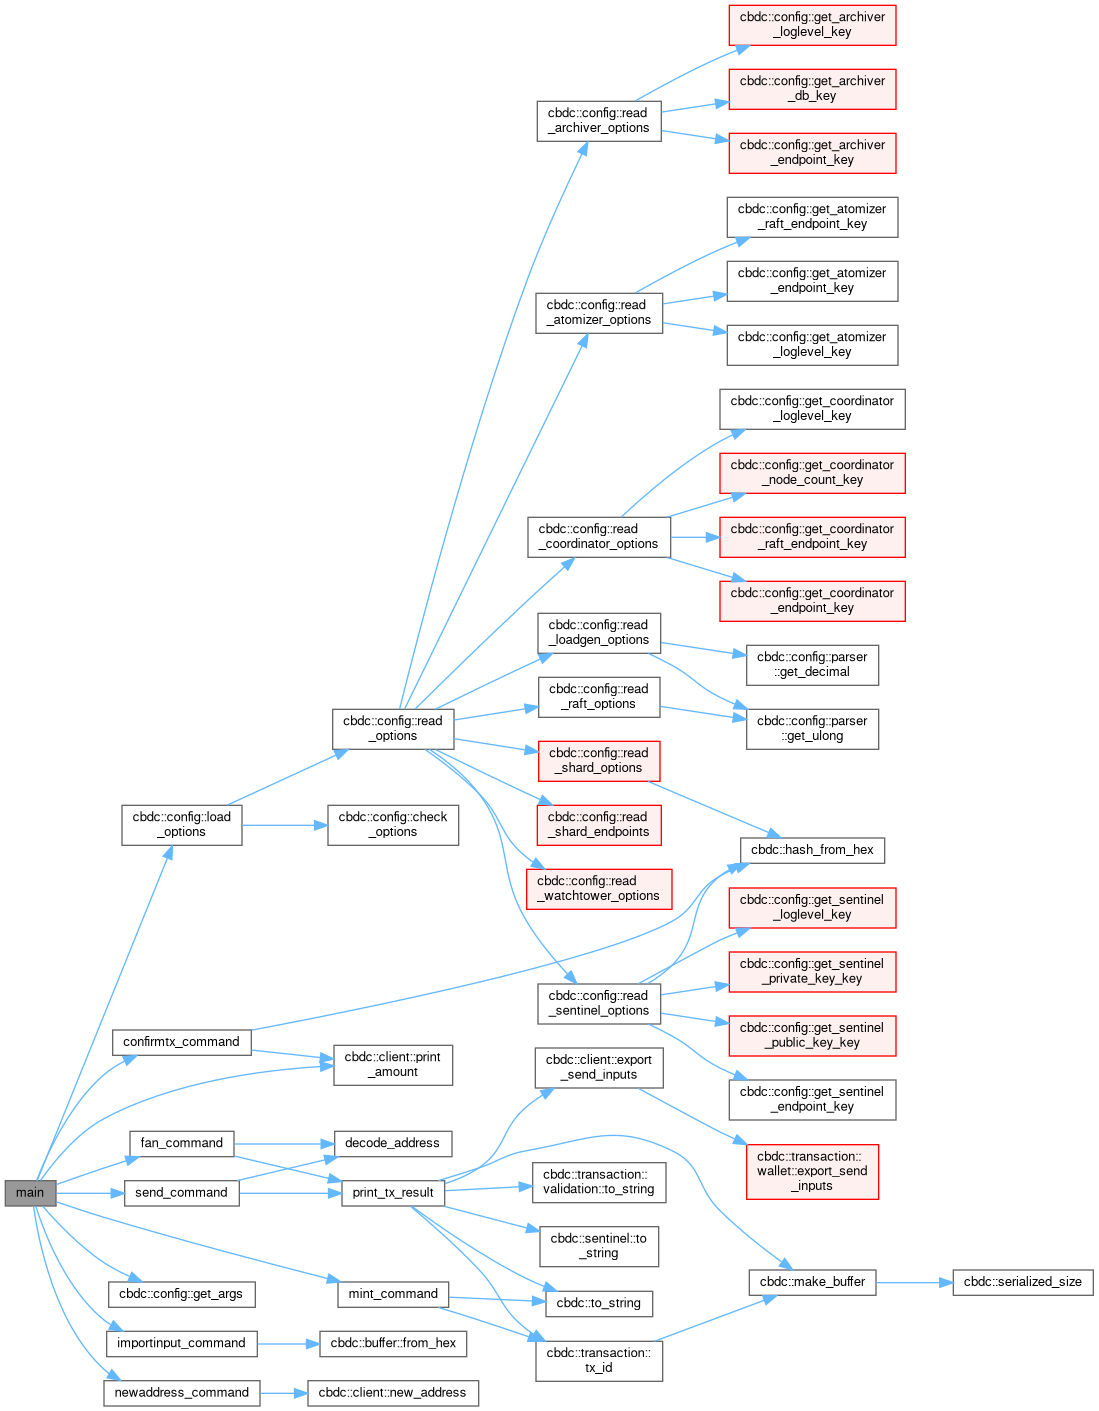 cbdc::config::get_archiver
_loglevel_key
cbdc::config::get_archiver
_db_key
cbdc::config::read
_archiver_options
cbdc::config::get_archiver
_endpoint_key
cbdc::config::get_atomizer
_raft_endpoint_key
cbdc::config::get_atomizer
_endpoint_key
cbdc::config::read
_atomizer_options
cbdc::config::get_atomizer
_loglevel_key
cbdc::config::get_coordinator
_loglevel_key
cbdc::config::get_coordinator
_node_count_key
cbdc::config::read
_coordinator_options
cbdc::config::get_coordinator
_raft_endpoint_key
cbdc::config::get_coordinator
_endpoint_key
cbdc::config::read
_loadgen_options
cbdc::config::parser
::get_decimal
cbdc::config::read
_raft_options
cbdc::config::read
_options
cbdc::config::parser
::get_ulong
cbdc::config::read
_shard_options
cbdc::config::load
_options
cbdc::config::check
_options
cbdc::config::read
_shard_endpoints
cbdc::hash_from_hex
cbdc::config::read
_watchtower_options
cbdc::config::get_sentinel
_loglevel_key
cbdc::config::get_sentinel
_private_key_key
cbdc::config::read
_sentinel_options
cbdc::config::get_sentinel
_public_key_key
confirmtx_command
cbdc::client::print
_amount
cbdc::client::export
_send_inputs
cbdc::config::get_sentinel
_endpoint_key
fan_command
decode_address
cbdc::transaction::
wallet::export_send
_inputs
main
send_command
print_tx_result
cbdc::transaction::
validation::to_string
cbdc::sentinel::to
_string
cbdc::config::get_args
mint_command
cbdc::to_string
cbdc::make_buffer
cbdc::serialized_size
importinput_command
cbdc::buffer::from_hex
cbdc::transaction::
tx_id
newaddress_command
cbdc::client::new_address